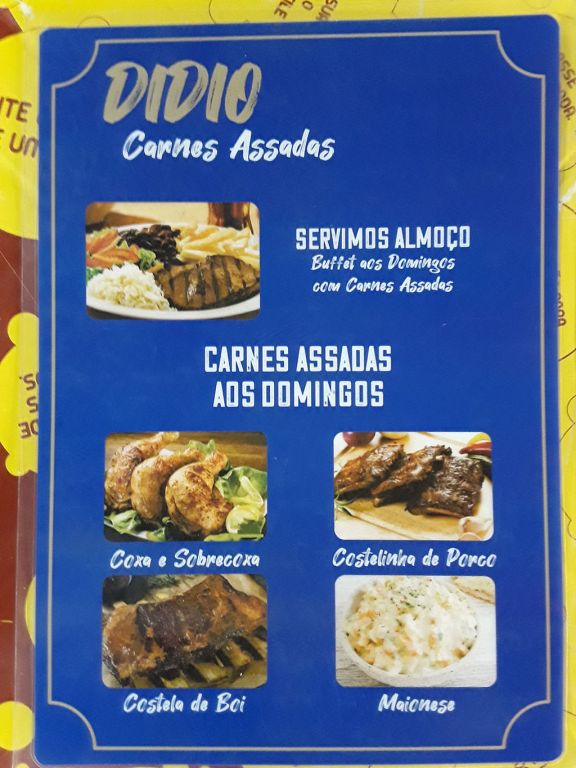 DIDIO
Carnes Assadas
SERVIMOS ALMOÇO
Buffet aos Domingos
com Carnes Assadas
CARNES ASSADAS
AOS DOMINGOS
Coxa e Sobrecoxa
Costelinha de Porco
Costela de Boi
Maionese